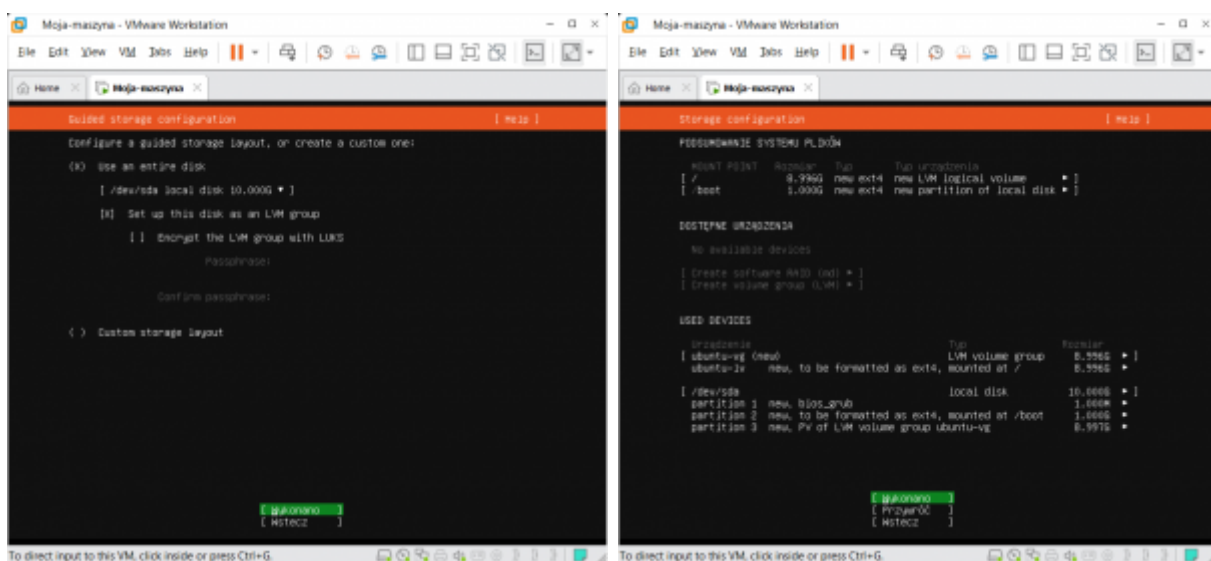 Moja-maszyna - VMware Workstation
File Edit View VM Tabs Help
Home
Moja-maszyna
Guided storage configuration [ Help ]
Configure a guided storage layout, or create a custom one:
(X) Use an entire disk
[ /dev/sda local disk 10.000G ▾ ]
[X] Set up this disk as an LVM group
[ ] Encrypt the LVM group with LUKS
Passphrase:
Confirm passphrase:
( ) Custom storage layout
[ Wykonano ]
[ Wstecz ]
To direct input to this VM, click inside or press Ctrl+G.
Moja-maszyna - VMware Workstation
File Edit View VM Tabs Help
Home
Moja-maszyna
Storage configuration [ Help ]
PODSUMOWANIE SYSTEMU PLIKÓW
MOUNT POINT Rozmiar Typ Typ urządzenia
[ / 8.996G new ext4 new LVM logical volume ▸ ]
[ /boot 1.000G new ext4 new partition of local disk ▸ ]
DOSTĘPNE URZĄDZENIA
No available devices
[ Create software RAID (md) ▸ ]
[ Create volume group (LVM) ▸ ]
USED DEVICES
Urządzenie Typ Rozmiar
[ ubuntu-vg (new) LVM volume group 8.996G ▸ ]
ubuntu-lv new, to be formatted as ext4, mounted at / 8.996G ▸
[ /dev/sda local disk 10.000G ▸ ]
partition 1 new, bios_grub 1.000M ▸
partition 2 new, to be formatted as ext4, mounted at /boot 1.000G ▸
partition 3 new, PV of LVM volume group ubuntu-vg 8.997G ▸
[ Wykonano ]
[ Przywróć ]
[ Wstecz ]
To direct input to this VM, click inside or press Ctrl+G.